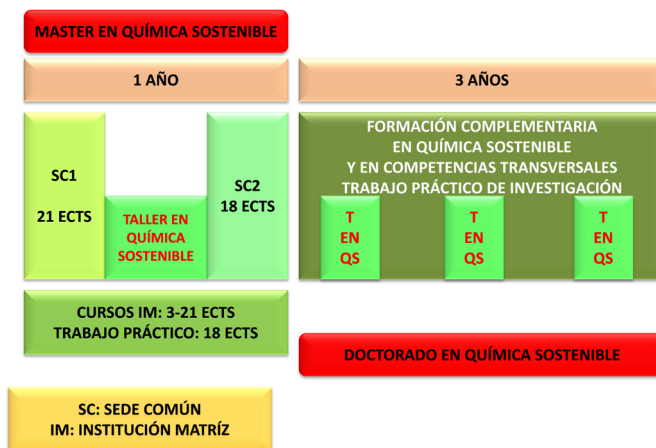 MASTER EN QUÍMICA SOSTENIBLE
1 AÑO
3 AÑOS
SC1
21 ECTS
TALLER EN
QUÍMICA
SOSTENIBLE
SC2
18 ECTS
FORMACIÓN COMPLEMENTARIA
EN QUÍMICA SOSTENIBLE
Y EN COMPETENCIAS TRANSVERSALES
TRABAJO PRÁCTICO DE INVESTIGACIÓN
T
EN
QS
T
EN
QS
T
EN
QS
CURSOS IM: 3-21 ECTS
TRABAJO PRÁCTICO: 18 ECTS
DOCTORADO EN QUÍMICA SOSTENIBLE
SC: SEDE COMÚN
IM: INSTITUCIÓN MATRÍZ